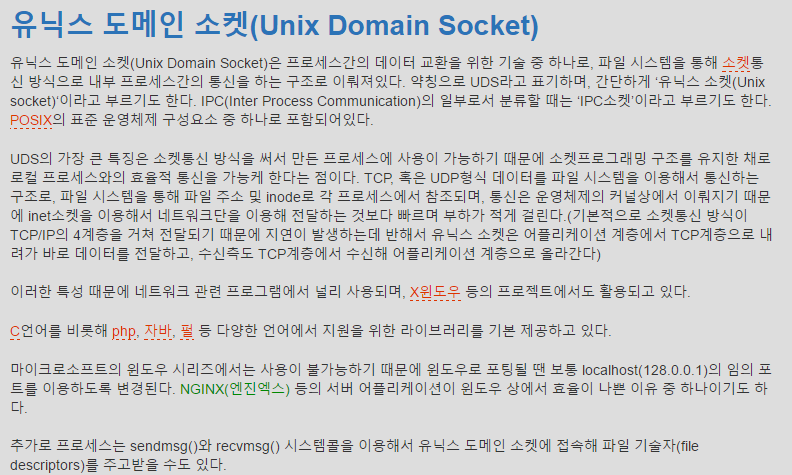 유닉스 도메인 소켓(Unix Domain Socket)
유닉스 도메인 소켓(Unix Domain Socket)은 프로세스간의 데이터 교환을 위한 기술 중 하나로, 파일 시스템을 통해 소켓통
신 방식으로 내부 프로세스간의 통신을 하는 구조로 이뤄져있다. 약칭으로 UDS라고 표기하며, 간단하게 ‘유닉스 소켓(Unix
socket)‘이라고 부르기도 한다. IPC(Inter Process Communication)의 일부로서 분류할 때는 ‘IPC소켓’이라고 부르기도 한다.
POSIX의 표준 운영체제 구성요소 중 하나로 포함되어있다.
UDS의 가장 큰 특징은 소켓통신 방식을 써서 만든 프로세스에 사용이 가능하기 때문에 소켓프로그래밍 구조를 유지한 채로
로컬 프로세스와의 효율적 통신을 가능케 한다는 점이다. TCP, 혹은 UDP형식 데이터를 파일 시스템을 이용해서 통신하는
구조로, 파일 시스템을 통해 파일 주소 및 inode로 각 프로세스에서 참조되며, 통신은 운영체제의 커널상에서 이뤄지기 때문
에 inet소켓을 이용해서 네트워크단을 이용해 전달하는 것보다 빠르며 부하가 적게 걸린다.(기본적으로 소켓통신 방식이
TCP/IP의 4계층을 거쳐 전달되기 때문에 지연이 발생하는데 반해서 유닉스 소켓은 어플리케이션 계층에서 TCP계층으로 내
려가 바로 데이터를 전달하고, 수신측도 TCP계층에서 수신해 어플리케이션 계층으로 올라간다)
이러한 특성 때문에 네트워크 관련 프로그램에서 널리 사용되며, X윈도우 등의 프로젝트에서도 활용되고 있다.
C언어를 비롯해 php, 자바, 펄 등 다양한 언어에서 지원을 위한 라이브러리를 기본 제공하고 있다.
마이크로소프트의 윈도우 시리즈에서는 사용이 불가능하기 때문에 윈도우로 포팅될 땐 보통 localhost(128.0.0.1)의 임의 포
트를 이용하도록 변경된다. NGINX(엔진엑스) 등의 서버 어플리케이션이 윈도우 상에서 효율이 나쁜 이유 중 하나이기도 하
다.
추가로 프로세스는 sendmsg()와 recvmsg() 시스템콜을 이용해서 유닉스 도메인 소켓에 접속해 파일 기술자(file
descriptors)를 주고받을 수도 있다.